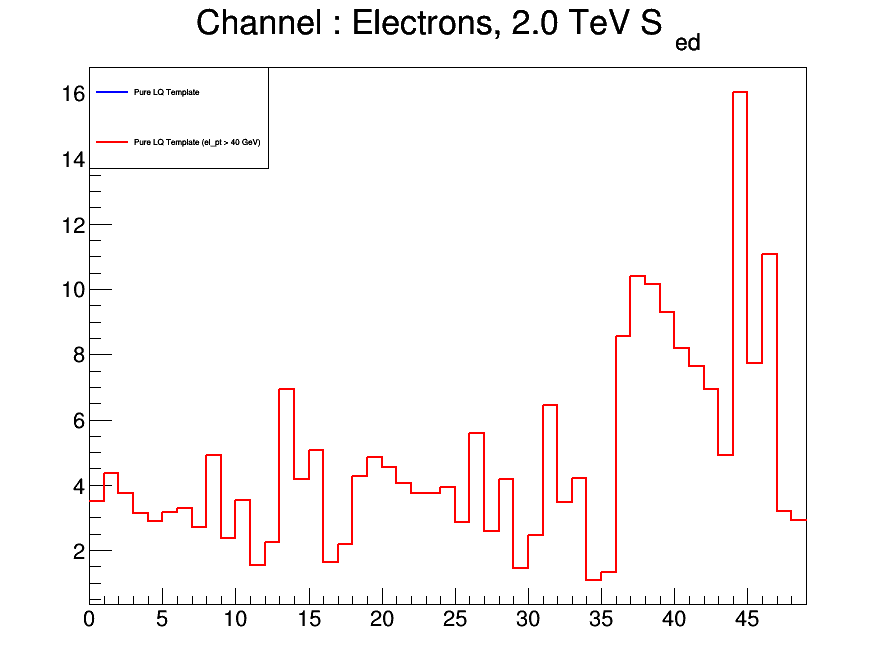 Channel : Electrons, 2.0 TeV S ed
Pure LQ Template
Pure LQ Template (el_pt > 40 GeV)
16
14
12
10
8
6
4
2
0 5 10 15 20 25 30 35 40 45